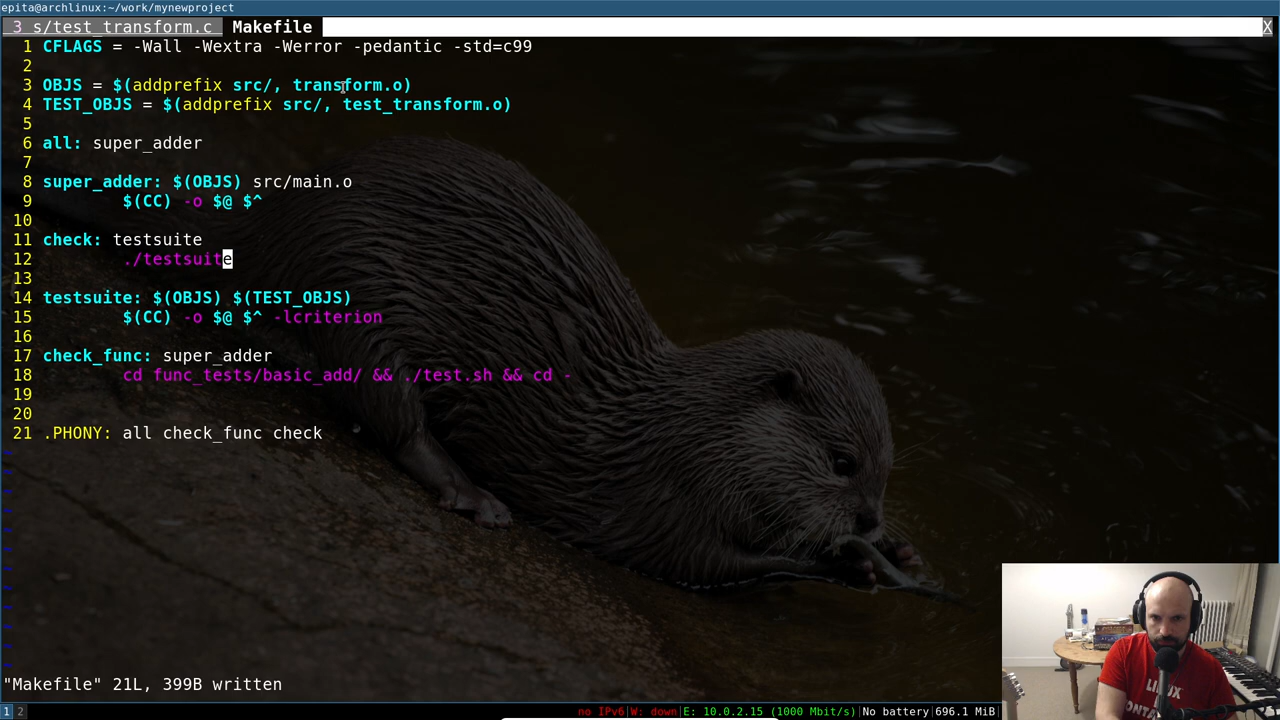 epita@archlinux:~/work/mynewproject
3 s/test_transform.c Makefile X
1 CFLAGS = -Wall -Wextra -Werror -pedantic -std=c99
2
3 OBJS = $(addprefix src/, transform.o)
4 TEST_OBJS = $(addprefix src/, test_transform.o)
5
6 all: super_adder
7
8 super_adder: $(OBJS) src/main.o
9 $(CC) -o $@ $^
10
11 check: testsuite
12 ./testsuite
13
14 testsuite: $(OBJS) $(TEST_OBJS)
15 $(CC) -o $@ $^ -lcriterion
16
17 check_func: super_adder
18 cd func_tests/basic_add/ && ./test.sh && cd -
19
20
21 .PHONY: all check_func check
~
~
~
~
~
~
~
~
~
~
~
~
"Makefile" 21L, 399B written
1 2 no IPv6|W: down|E: 10.0.2.15 (1000 Mbit/s)|No battery|696.1 MiB
LINUX